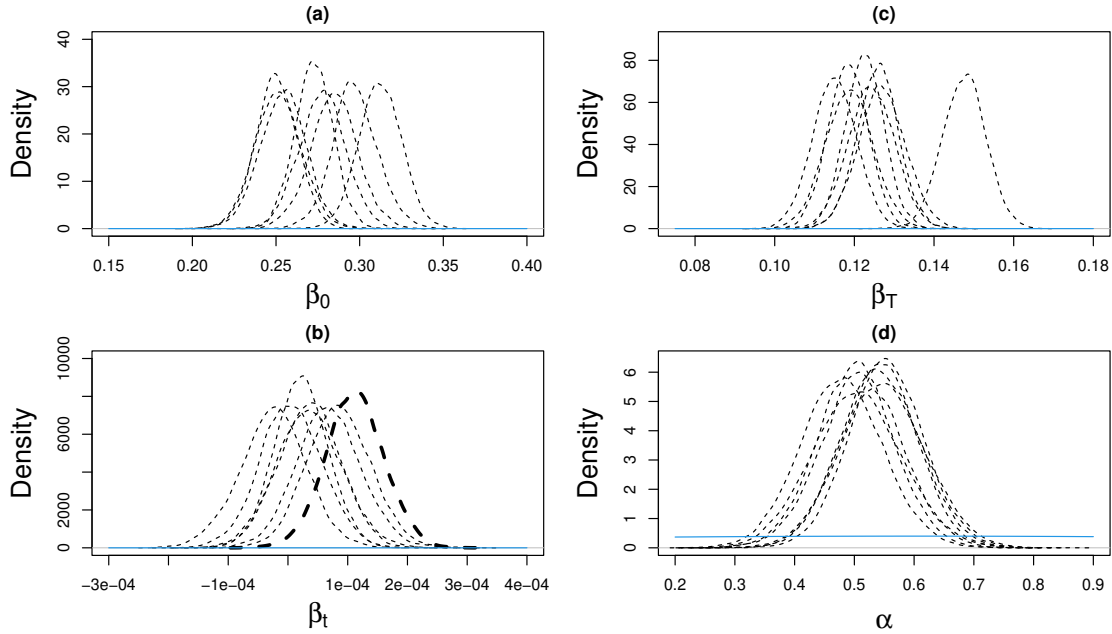 (a)
Density
0 10 20 30 40
0.15 0.20 0.25 0.30 0.35 0.40
β0
(c)
Density
0 20 40 60 80
0.08 0.10 0.12 0.14 0.16 0.18
βT
(b)
Density
0 2000 6000 10000
−3e−04 −1e−04 1e−04 2e−04 3e−04 4e−04
βt
(d)
Density
0 1 2 3 4 5 6
0.2 0.3 0.4 0.5 0.6 0.7 0.8 0.9
α